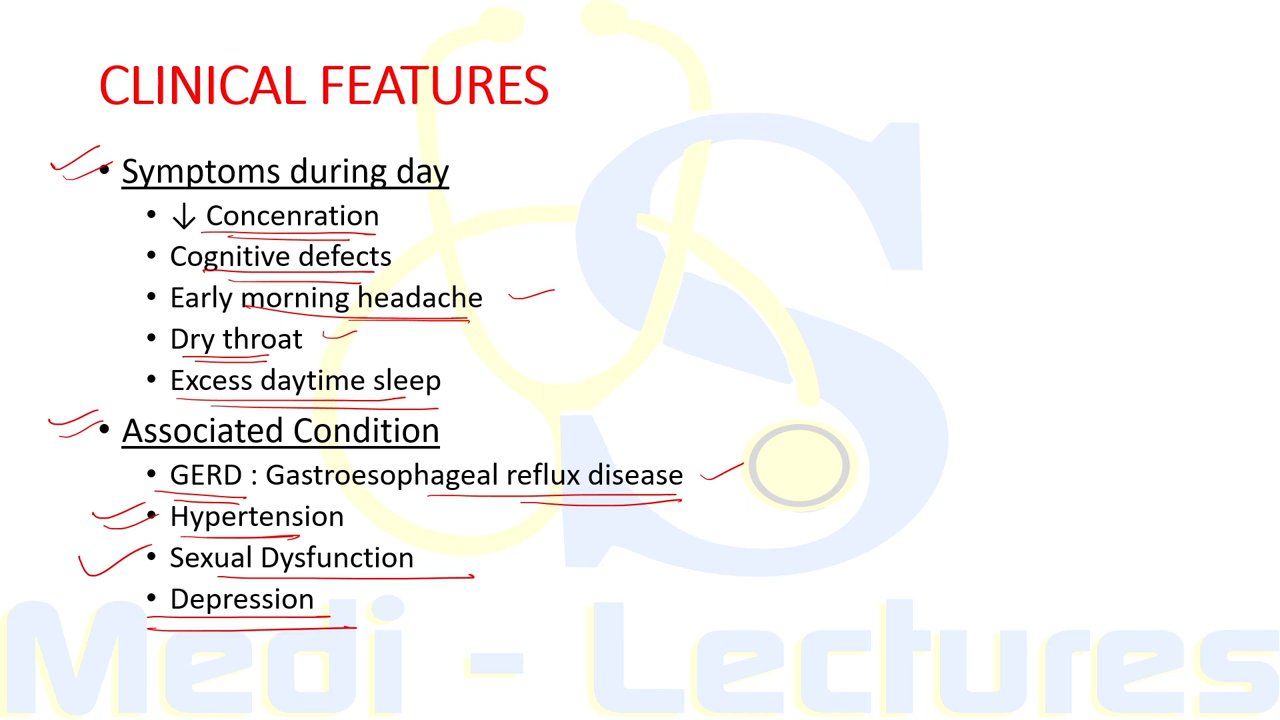 CLINICAL FEATURES
• Symptoms during day
• ↓ Concenration
• Cognitive defects
• Early morning headache
• Dry throat
• Excess daytime sleep
• Associated Condition
• GERD : Gastroesophageal reflux disease
• Hypertension
• Sexual Dysfunction
• Depression
Medi - Lectures